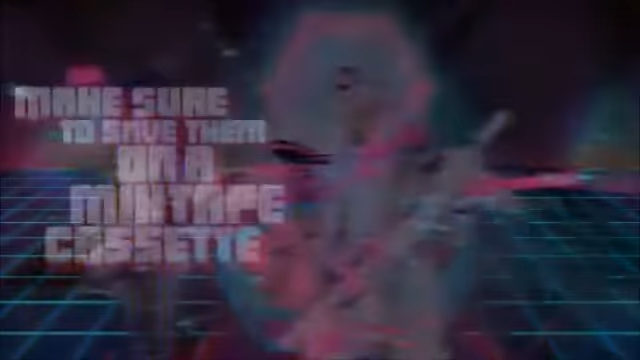 MAKE SURE
TO SAVE THEM
ON A
MIXTAPE
CASSETTE